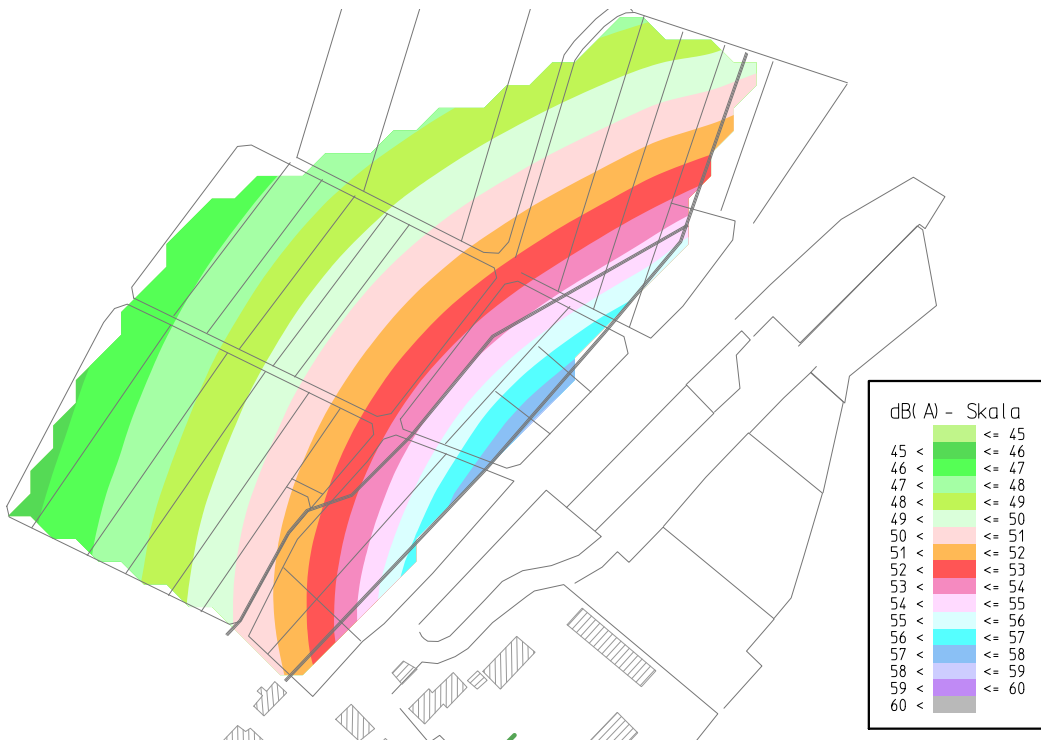 dB( A) - Skala
<= 45
45 < <= 46
46 < <= 47
47 < <= 48
48 < <= 49
49 < <= 50
50 < <= 51
51 < <= 52
52 < <= 53
53 < <= 54
54 < <= 55
55 < <= 56
56 < <= 57
57 < <= 58
58 < <= 59
59 < <= 60
60 <